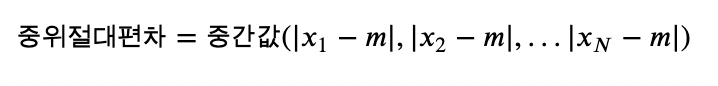 중위절대편차 = 중간값(|x₁ − m|, |x₂ − m|, … |x_N − m|)